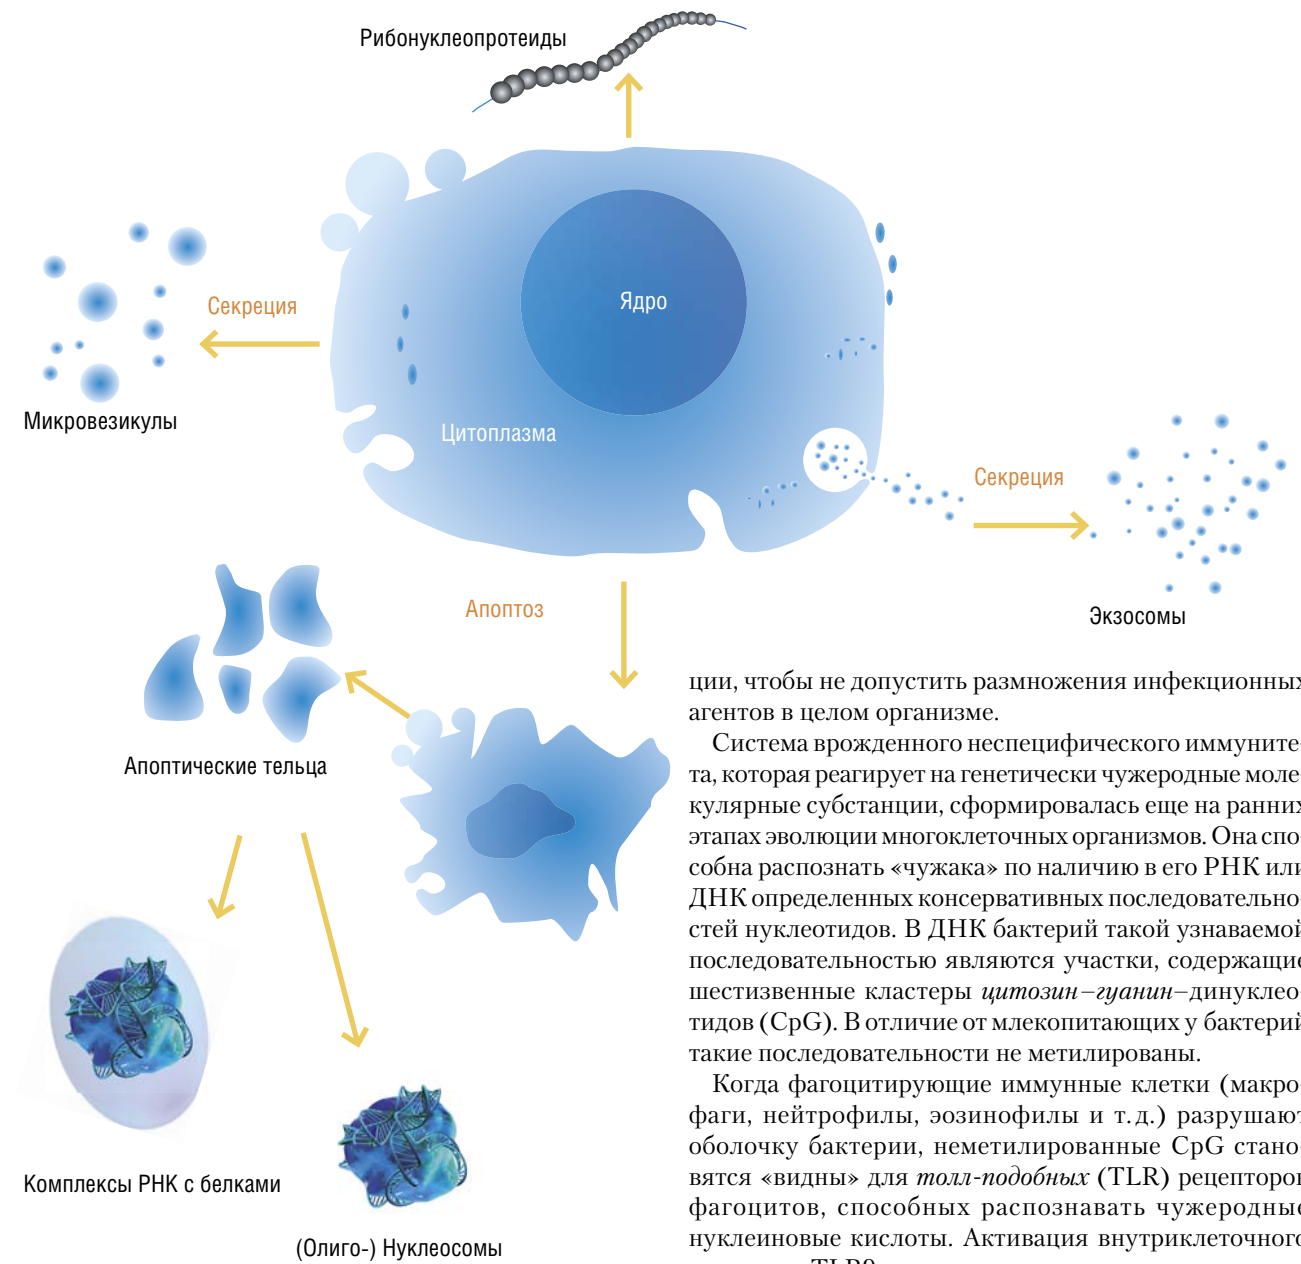 Рибонуклеопротеиды
Ядро
Секреция
Микровезикулы
Цитоплазма
Секреция
Экзосомы
Апоптоз
Апоптические тельца
Комплексы РНК с белками
(Олиго-) Нуклеосомы
ции, чтобы не допустить размножения инфекционных
агентов в целом организме.
Система врожденного неспецифического иммуните-
та, которая реагирует на генетически чужеродные моле-
кулярные субстанции, сформировалась еще на ранних
этапах эволюции многоклеточных организмов. Она спо-
собна распознать «чужака» по наличию в его РНК или
ДНК определенных консервативных последовательно-
стей нуклеотидов. В ДНК бактерий такой узнаваемой
последовательностью являются участки, содержащие
шестизвенные кластеры цитозин–гуанин–динуклео-
тидов (CpG). В отличие от млекопитающих у бактерий
такие последовательности не метилированы.
Когда фагоцитирующие иммунные клетки (макро-
фаги, нейтрофилы, эозинофилы и т. д.) разрушают
оболочку бактерии, неметилированные CpG стано-
вятся «видны» для толл-подобных (TLR) рецепторов
фагоцитов, способных распознавать чужеродные
нуклеиновые кислоты. Активация внутриклеточного